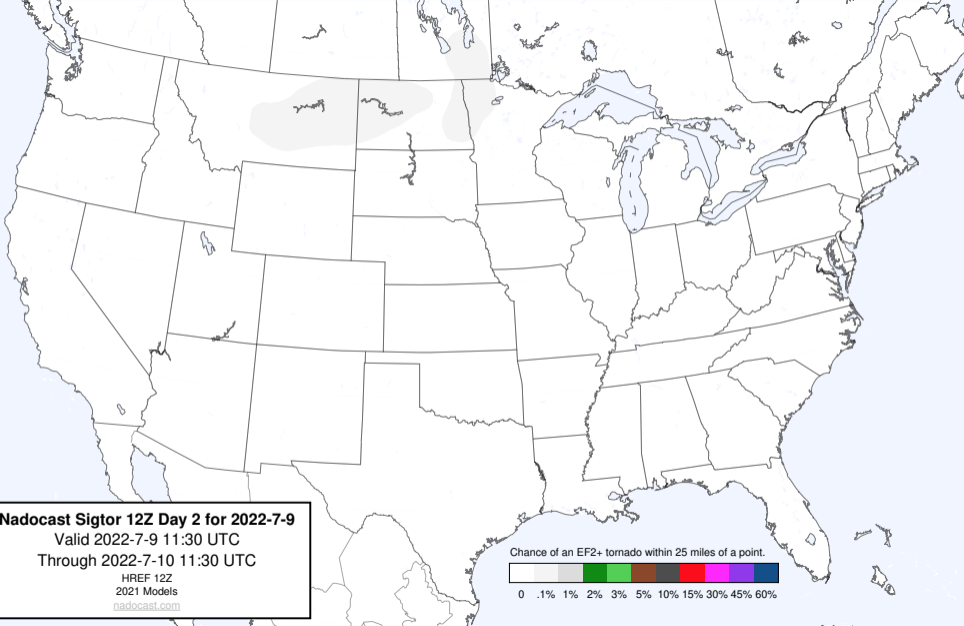 Nadocast Sigtor 12Z Day 2 for 2022-7-9
Valid 2022-7-9 11:30 UTC
Through 2022-7-10 11:30 UTC
HREF 12Z
2021 Models
nadocast.com
Chance of an EF2+ tornado within 25 miles of a point.
0 .1% 1% 2% 3% 5% 10% 15% 30% 45% 60%